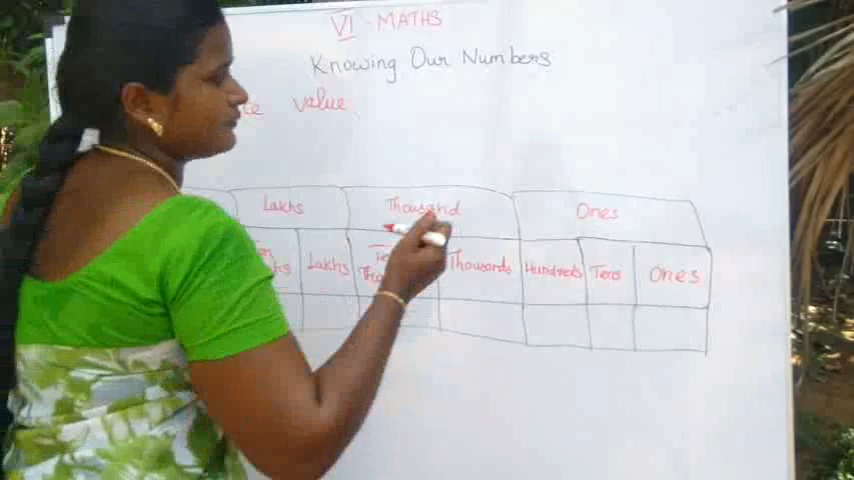 VI - MATHS
Knowing Our Numbers
value
Lakhs Thousand Ones
Lakhs Thousands Hundreds Tens Ones